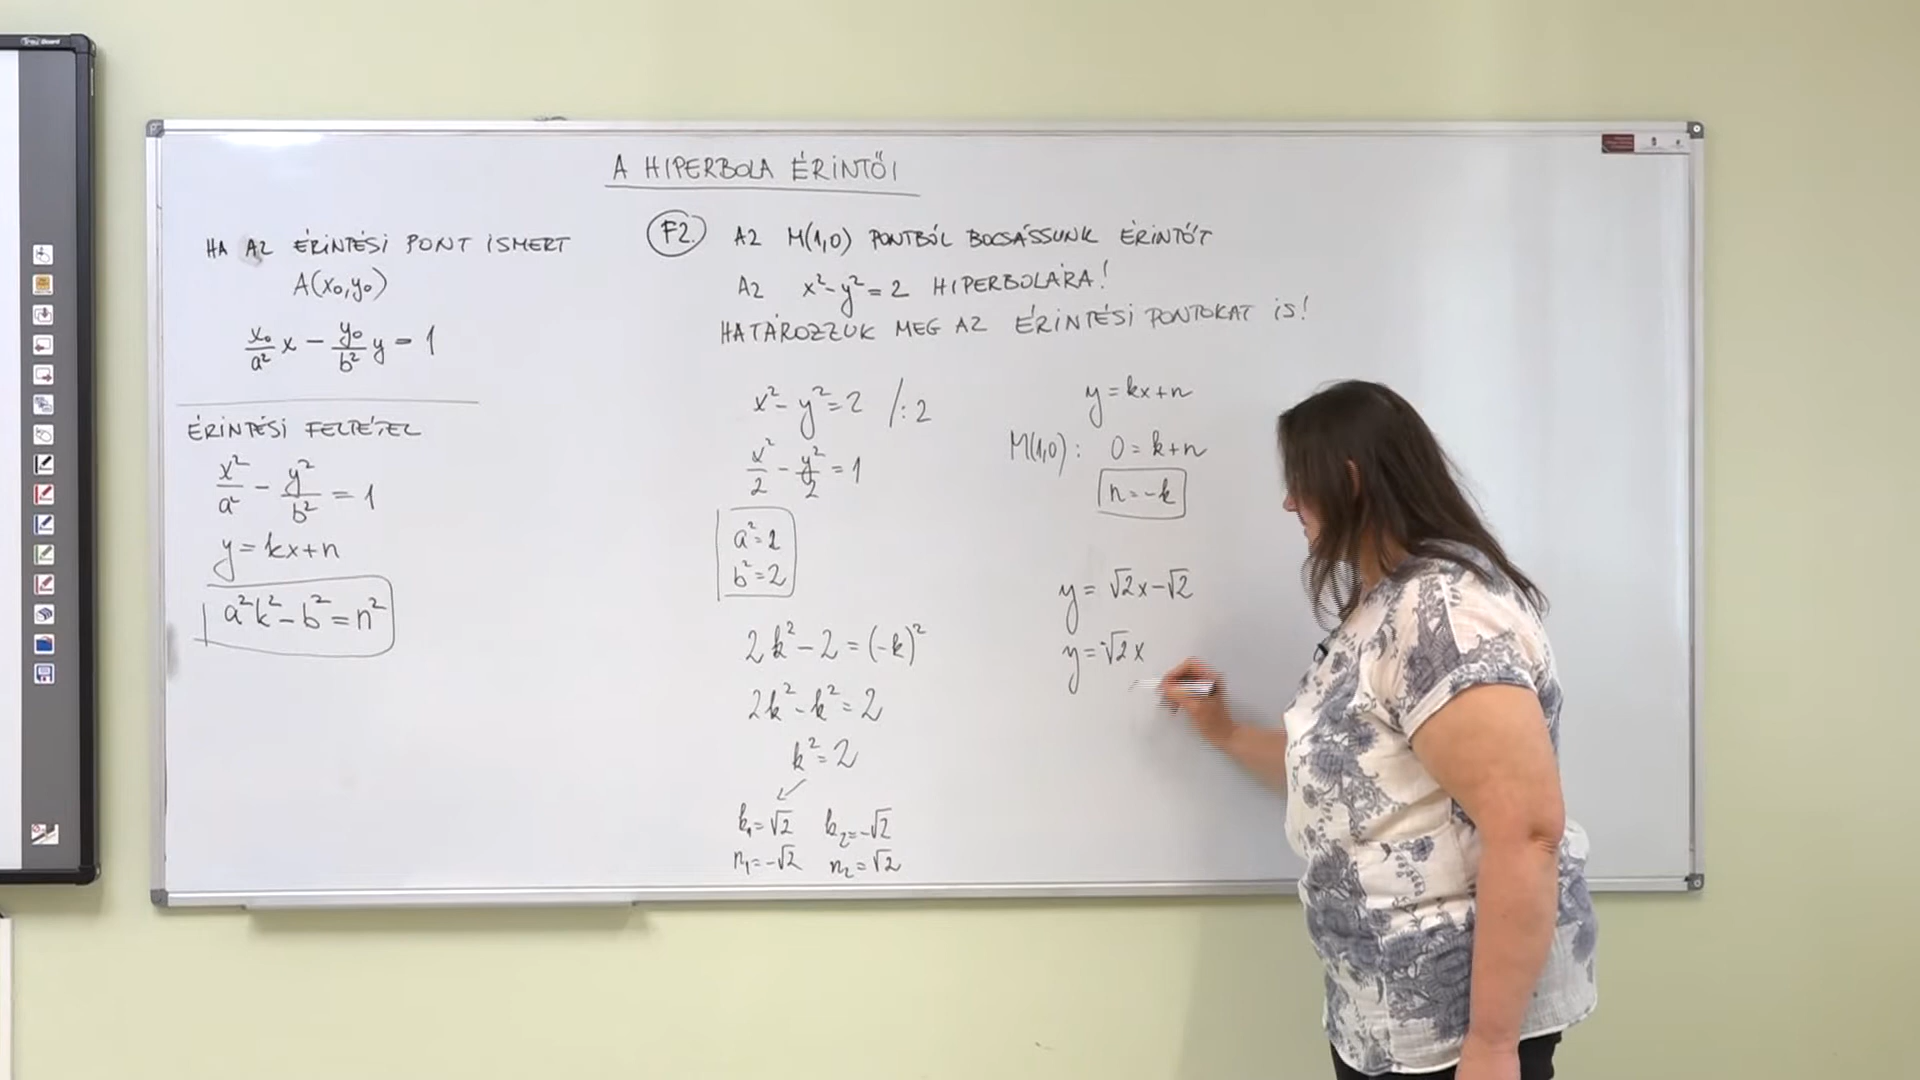 A HIPERBOLA ÉRINTŐI
HA AZ ÉRINTÉSI PONT ISMERT
A(x₀,y₀)
x₀/a² x − y₀/b² y = 1
ÉRINTÉSI FELTÉTEL
x²/a² − y²/b² = 1
y = kx+n
a²k² − b² = n²
F2. AZ M(1,0) PONTBÓL BOCSÁSSUNK ÉRINTŐT
AZ x²−y²=2 HIPERBOLÁRA!
HATÁROZZUK MEG AZ ÉRINTÉSI PONTOKAT IS!
x²−y²=2 /:2
x²/2 − y²/2 = 1
a²=2
b²=2
2k²−2=(−k)²
2k²−k²=2
k²=2
k₁=√2 k₂=−√2
n₁=−√2 n₂=√2
y=kx+n
M(1,0): 0=k+n
n=−k
y=√2x−√2
y=−√2x